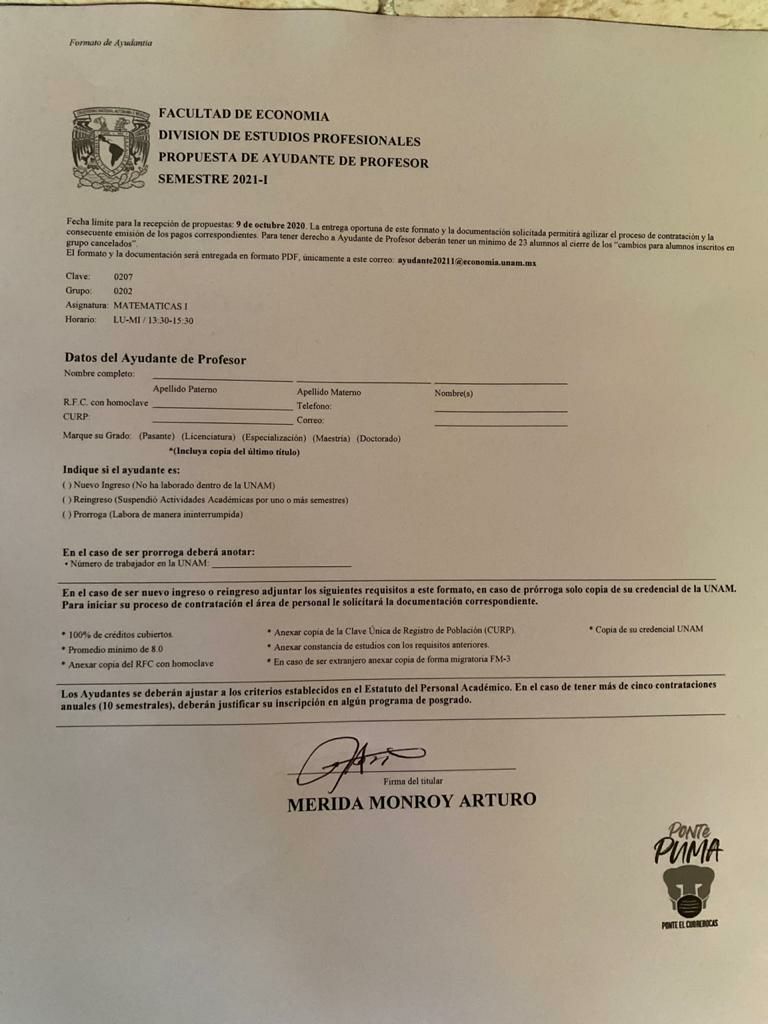 Formato de Ayudantía
FACULTAD DE ECONOMIA
DIVISION DE ESTUDIOS PROFESIONALES
PROPUESTA DE AYUDANTE DE PROFESOR
SEMESTRE 2021-I
Fecha límite para la recepción de propuestas: 9 de octubre 2020. La entrega oportuna de este formato y la documentación solicitada permitirá agilizar el proceso de contratación y la
consecuente emisión de los pagos correspondientes. Para tener derecho a Ayudante de Profesor deberán tener un mínimo de 23 alumnos al cierre de los "cambios para alumnos inscritos en
grupo cancelados".
El formato y la documentación será entregada en formato PDF, únicamente a este correo: ayudante20211@economia.unam.mx
Clave: 0207
Grupo: 0202
Asignatura: MATEMATICAS I
Horario: LU-MI / 13:30-15:30
Datos del Ayudante de Profesor
Nombre completo:
Apellido Paterno Apellido Materno Nombre(s)
R.F.C. con homoclave Telefono:
CURP: Correo:
Marque su Grado: (Pasante) (Licenciatura) (Especialización) (Maestria) (Doctorado)
*(Incluya copia del último título)
Indique si el ayudante es:
( ) Nuevo Ingreso (No ha laborado dentro de la UNAM)
( ) Reingreso (Suspendió Actividades Académicas por uno o más semestres)
( ) Prorroga (Labora de manera ininterrumpida)
En el caso de ser prorroga deberá anotar:
• Número de trabajador en la UNAM:
En el caso de ser nuevo ingreso o reingreso adjuntar los siguientes requisitos a este formato, en caso de prórroga solo copia de su credencial de la UNAM.
Para iniciar su proceso de contratación el área de personal le solicitará la documentación correspondiente.
* 100% de créditos cubiertos * Anexar copia de la Clave Única de Registro de Población (CURP). * Copia de su credencial UNAM
* Promedio mínimo de 8.0 * Anexar constancia de estudios con los requisitos anteriores.
* Anexar copia del RFC con homoclave * En caso de ser extranjero anexar copia de forma migratoria FM-3
Los Ayudantes se deberán ajustar a los criterios establecidos en el Estatuto del Personal Académico. En el caso de tener más de cinco contrataciones
anuales (10 semestrales), deberán justificar su inscripción en algún programa de posgrado.
Firma del titular
MERIDA MONROY ARTURO
PONTE
PUMA
PONTE EL CUBREBOCAS